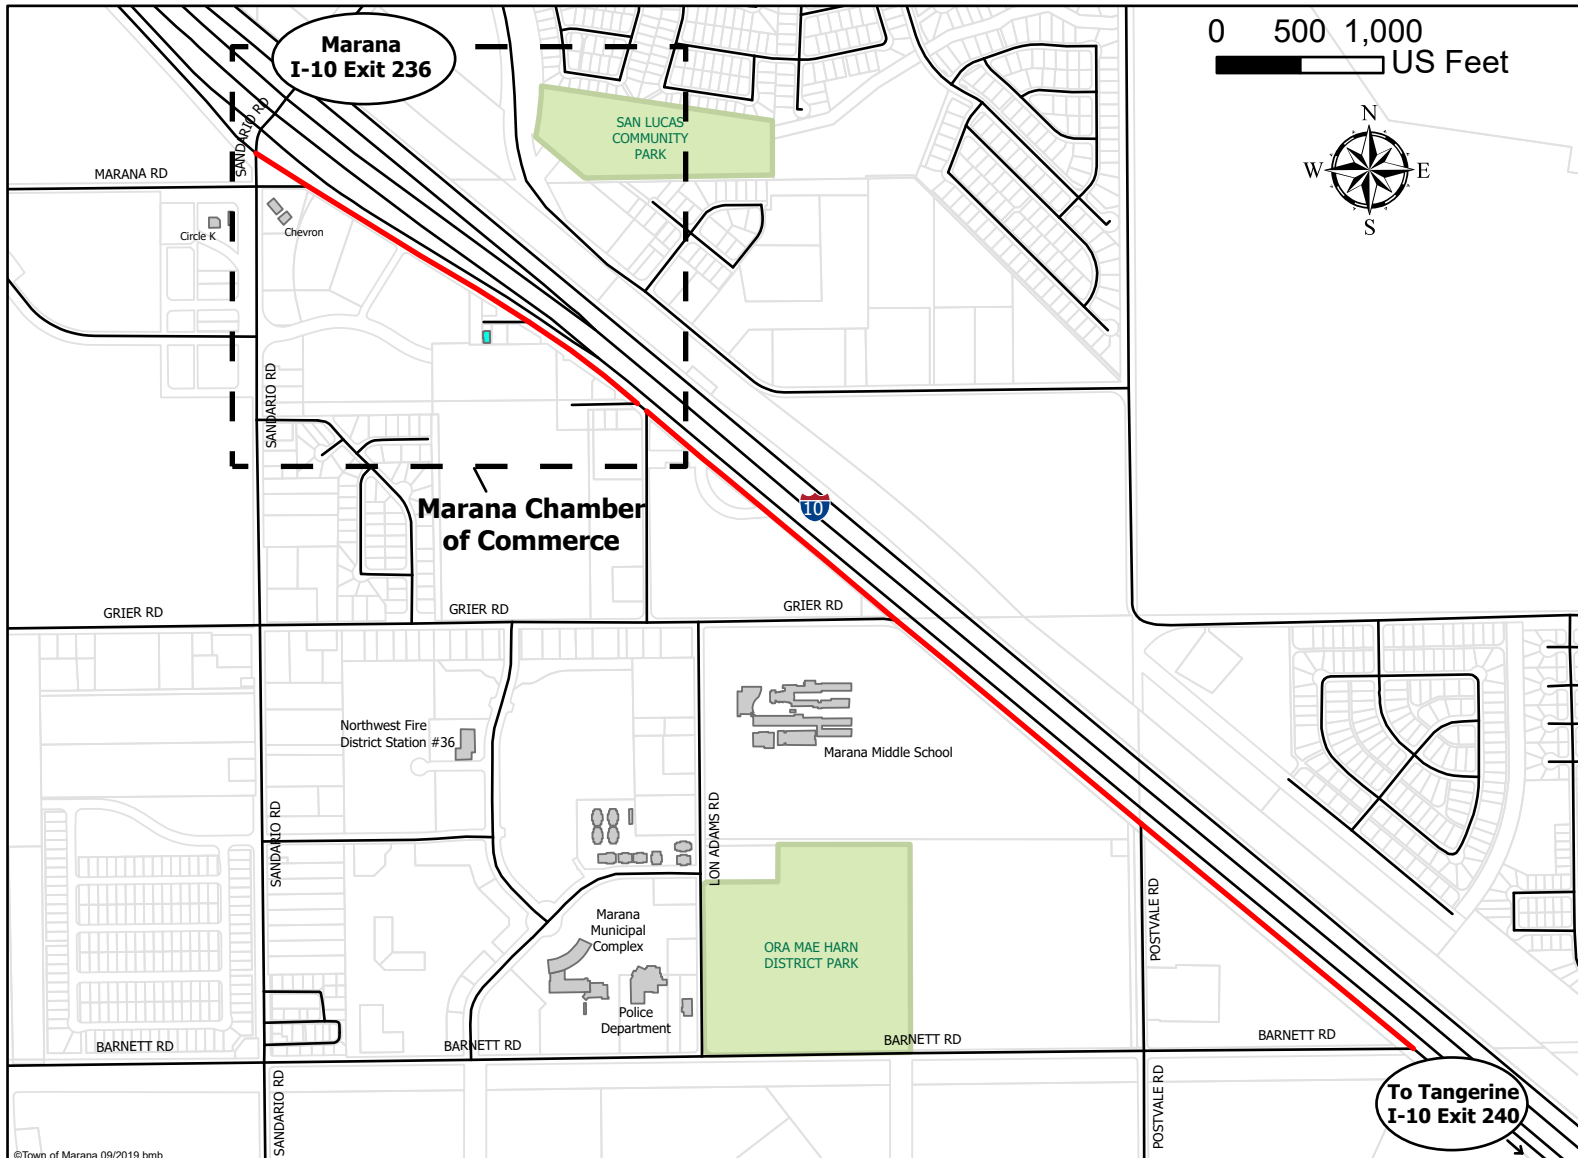 Marana
I-10 Exit 236
0 500 1,000
US Feet
N
W E
S
SAN LUCAS
COMMUNITY
PARK
SANDARIO RD
MARANA RD
Circle K
Chevron
SANDARIO RD
Marana Chamber
of Commerce
10
GRIER RD
GRIER RD
GRIER RD
Northwest Fire
District Station #36
Marana Middle School
SANDARIO RD
LON ADAMS RD
Marana
Municipal
Complex
ORA MAE HARN
DISTRICT PARK
POSTVALE RD
Police
Department
BARNETT RD
BARNETT RD
BARNETT RD
BARNETT RD
SANDARIO RD
POSTVALE RD
To Tangerine
I-10 Exit 240
©Town of Marana 09/2019 bmb